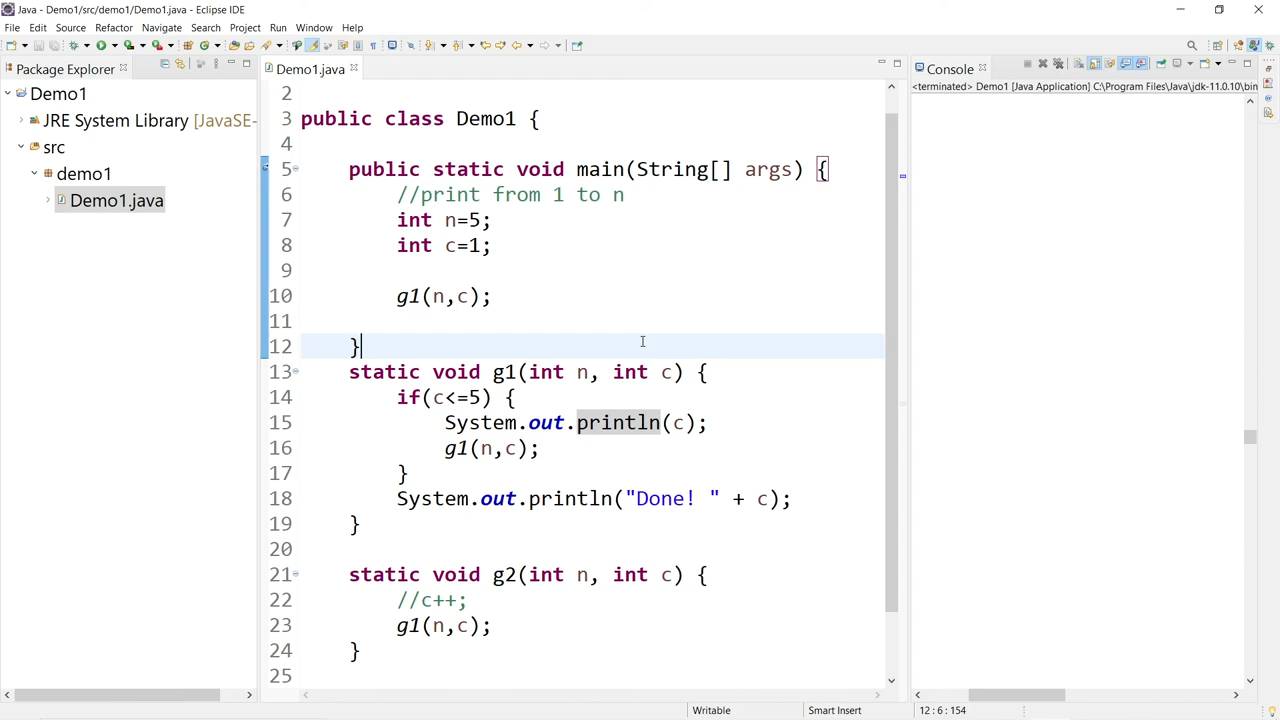 Java - Demo1/src/demo1/Demo1.java - Eclipse IDE
File Edit Source Refactor Navigate Search Project Run Window Help
Package Explorer
Demo1
JRE System Library [JavaSE-
src
demo1
Demo1.java
Demo1.java
2
3 public class Demo1 {
4
5 public static void main(String[] args) {
6 //print from 1 to n
7 int n=5;
8 int c=1;
9
10 g1(n,c);
11
12 }
13 static void g1(int n, int c) {
14 if(c<=5) {
15 System.out.println(c);
16 g1(n,c);
17 }
18 System.out.println("Done! " + c);
19 }
20
21 static void g2(int n, int c) {
22 //c++;
23 g1(n,c);
24 }
25
Console
<terminated> Demo1 [Java Application] C:\Program Files\Java\jdk-11.0.10\bin
Writable Smart Insert 12 : 6 : 154